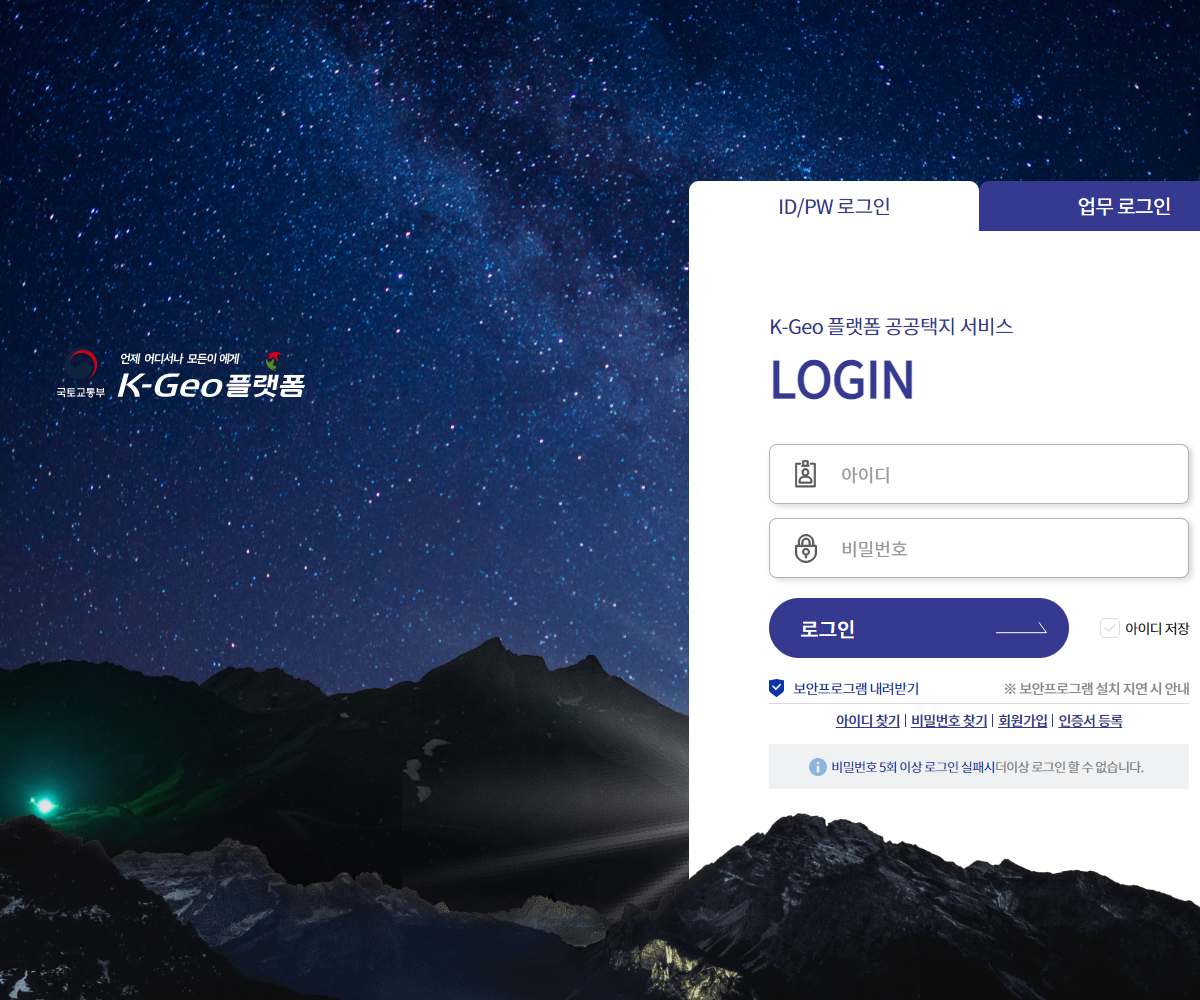 ID/PW 로그인
업무 로그인
언제 어디서나 모든이에게
국토교통부
K-Geo플랫폼
K-Geo 플랫폼 공공택지 서비스
LOGIN
아이디
비밀번호
로그인
아이디 저장
보안프로그램 내려받기
※ 보안프로그램 설치 지연 시 안내
아이디 찾기 | 비밀번호 찾기 | 회원가입 | 인증서 등록
비밀번호 5회 이상 로그인 실패시더이상 로그인 할 수 없습니다.